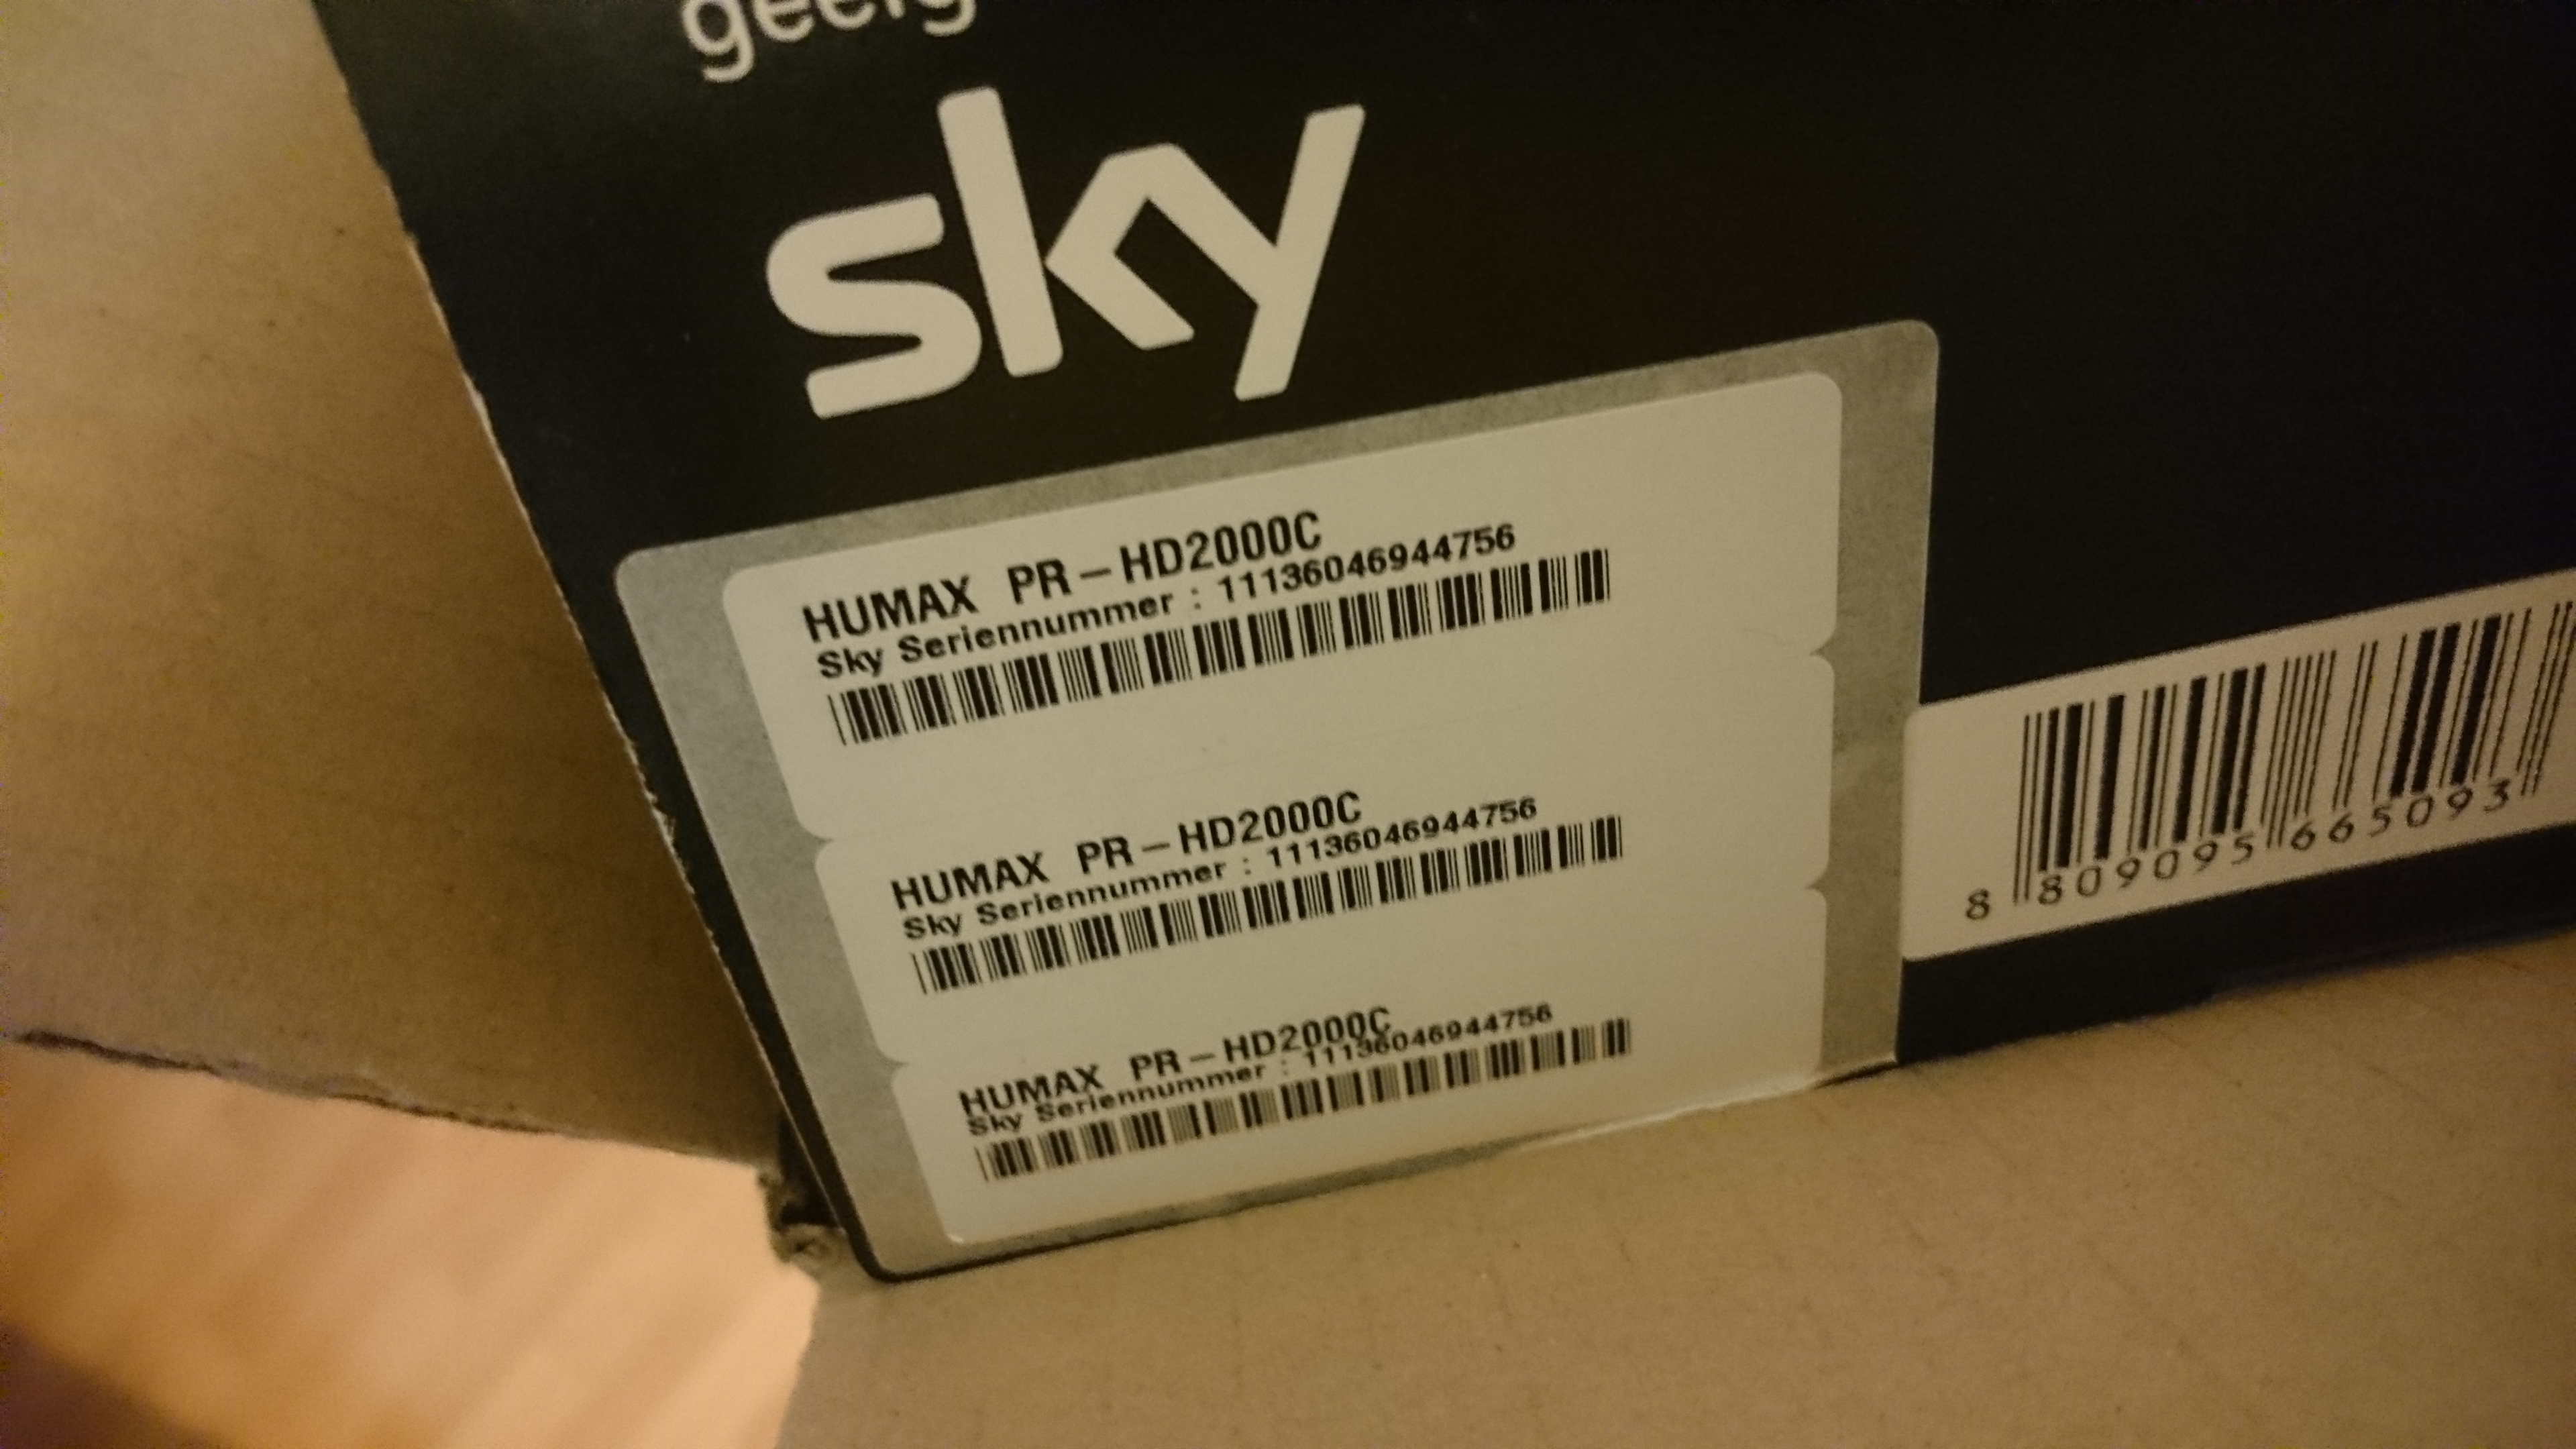 geeig
sky
HUMAX PR-HD2000C
Sky Seriennummer : 11136046944756
HUMAX PR-HD2000C
Sky Seriennummer : 11136046944756
HUMAX PR-HD2000C
Sky Seriennummer : 11136046944756
8 809095 665093